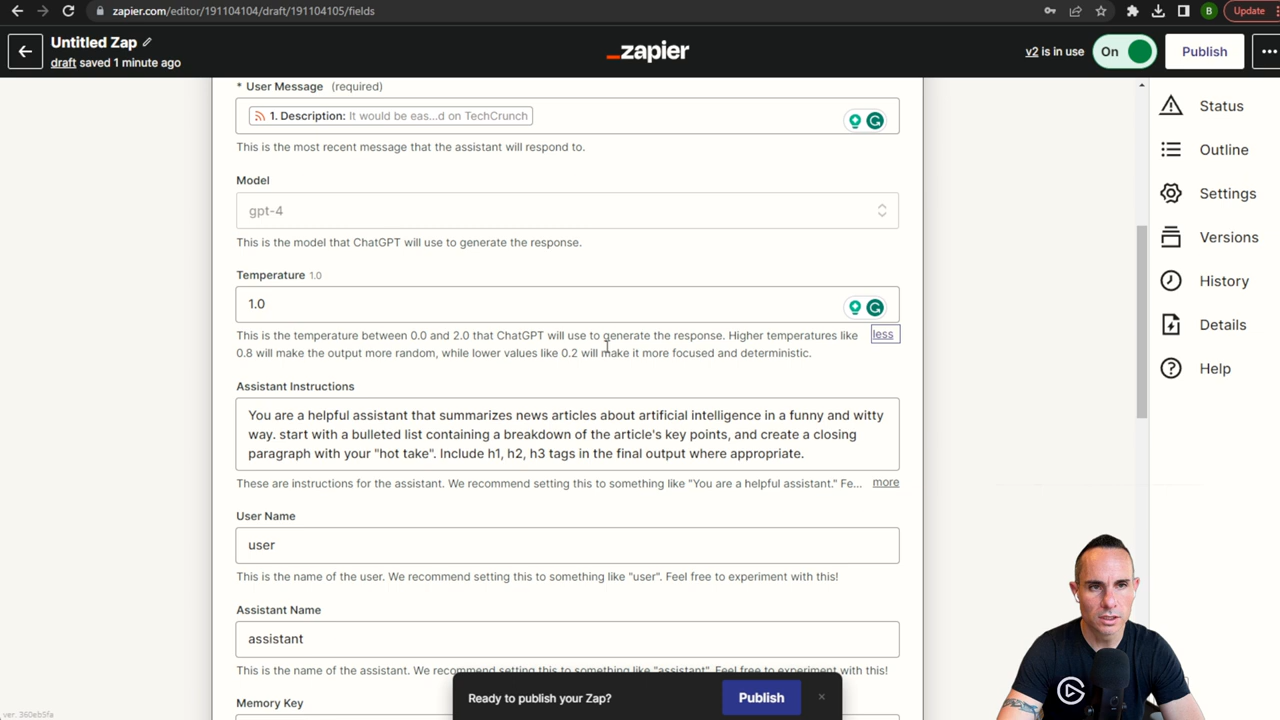 zapier.com/editor/191104104/draft/191104105/fields
B
Update
Untitled Zap
draft saved 1 minute ago
_zapier
v2 is in use
On
Publish
* User Message (required)
1. Description: It would be eas...d on TechCrunch
This is the most recent message that the assistant will respond to.
Model
gpt-4
This is the model that ChatGPT will use to generate the response.
Temperature 1.0
1.0
This is the temperature between 0.0 and 2.0 that ChatGPT will use to generate the response. Higher temperatures like less
0.8 will make the output more random, while lower values like 0.2 will make it more focused and deterministic.
Assistant Instructions
You are a helpful assistant that summarizes news articles about artificial intelligence in a funny and witty
way. start with a bulleted list containing a breakdown of the article's key points, and create a closing
paragraph with your "hot take". Include h1, h2, h3 tags in the final output where appropriate.
These are instructions for the assistant. We recommend setting this to something like "You are a helpful assistant." Fe... more
User Name
user
This is the name of the user. We recommend setting this to something like "user". Feel free to experiment with this!
Assistant Name
assistant
This is the name of the assistant. We recommend setting this to something like "assistant". Feel free to experiment with this!
Memory Key
Ready to publish your Zap?
Publish
Status
Outline
Settings
Versions
History
Details
Help
ver. 360eb9fa